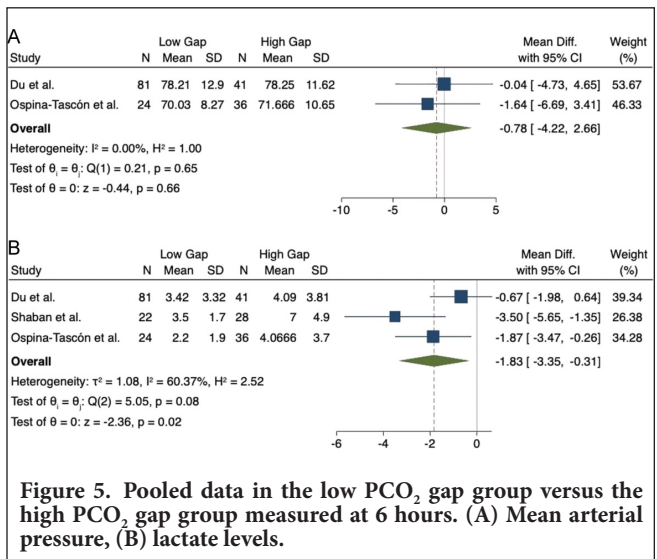 A
Low Gap High Gap Mean Diff. Weight
Study N Mean SD N Mean SD with 95% CI (%)
Du et al. 81 78.21 12.9 41 78.25 11.62 -0.04 [ -4.73, 4.65] 53.67
Ospina-Tascón et al. 24 70.03 8.27 36 71.666 10.65 -1.64 [ -6.69, 3.41] 46.33
Overall -0.78 [ -4.22, 2.66]
Heterogeneity: I² = 0.00%, H² = 1.00
Test of θᵢ = θⱼ: Q(1) = 0.21, p = 0.65
Test of θ = 0: z = -0.44, p = 0.66
-10 -5 0 5
B
Low Gap High Gap Mean Diff. Weight
Study N Mean SD N Mean SD with 95% CI (%)
Du et al. 81 3.42 3.32 41 4.09 3.81 -0.67 [ -1.98, 0.64] 39.34
Shaban et al. 22 3.5 1.7 28 7 4.9 -3.50 [ -5.65, -1.35] 26.38
Ospina-Tascón et al. 24 2.2 1.9 36 4.0666 3.7 -1.87 [ -3.47, -0.26] 34.28
Overall -1.83 [ -3.35, -0.31]
Heterogeneity: τ² = 1.08, I² = 60.37%, H² = 2.52
Test of θᵢ = θⱼ: Q(2) = 5.05, p = 0.08
Test of θ = 0: z = -2.36, p = 0.02
-6 -4 -2 0
Figure 5. Pooled data in the low PCO₂ gap group versus the
high PCO₂ gap group measured at 6 hours. (A) Mean arterial
pressure, (B) lactate levels.